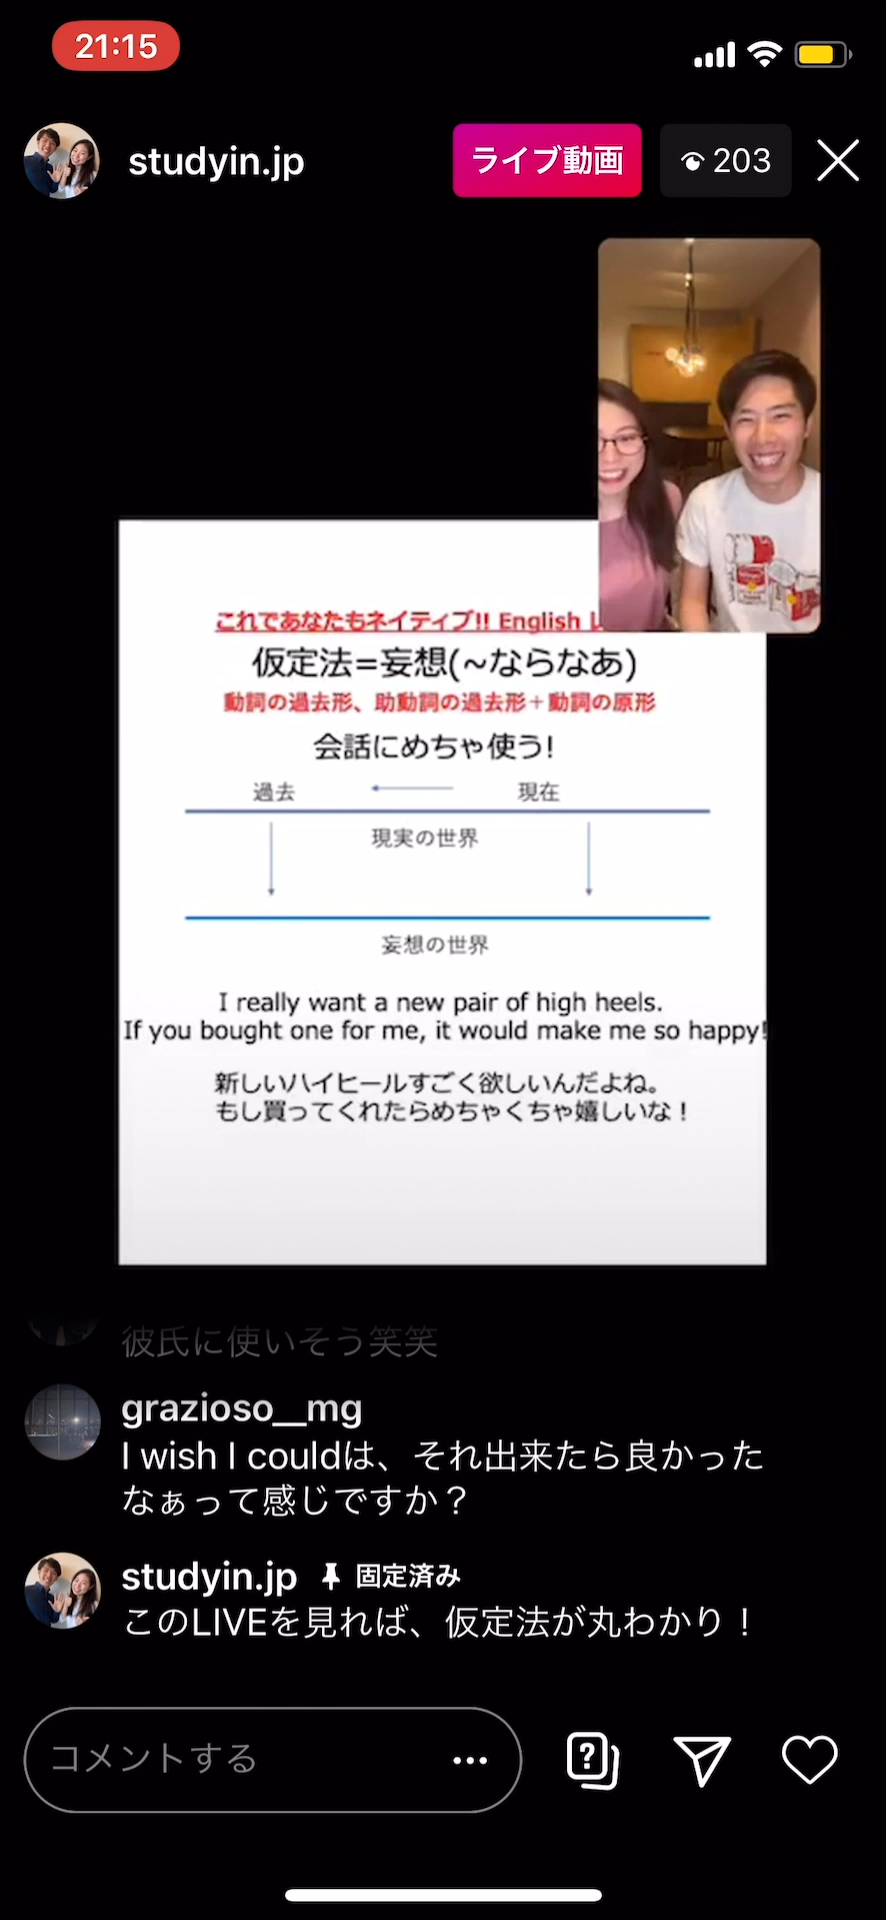 21:15
studyin.jp
ライブ動画
203
これであなたもネイティブ!! English
仮定法=妄想(~ならなあ)
動詞の過去形、助動詞の過去形＋動詞の原形
会話にめちゃ使う!
過去
現在
現実の世界
妄想の世界
I really want a new pair of high heels.
If you bought one for me, it would make me so happy!
新しいハイヒールすごく欲しいんだよね。
もし買ってくれたらめちゃくちゃ嬉しいな！
彼氏に使いそう笑笑
grazioso__mg
I wish I couldは、それ出来たら良かった
なぁって感じですか？
studyin.jp 固定済み
このLIVEを見れば、仮定法が丸わかり！
コメントする